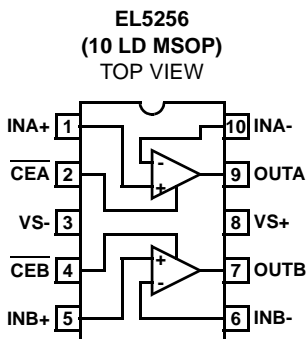 EL5256
(10 LD MSOP)
TOP VIEW
INA+ 1 10 INA-
CEA 2 - + 9 OUTA
VS- 3 8 VS+
CEB 4 + - 7 OUTB
INB+ 5 6 INB-